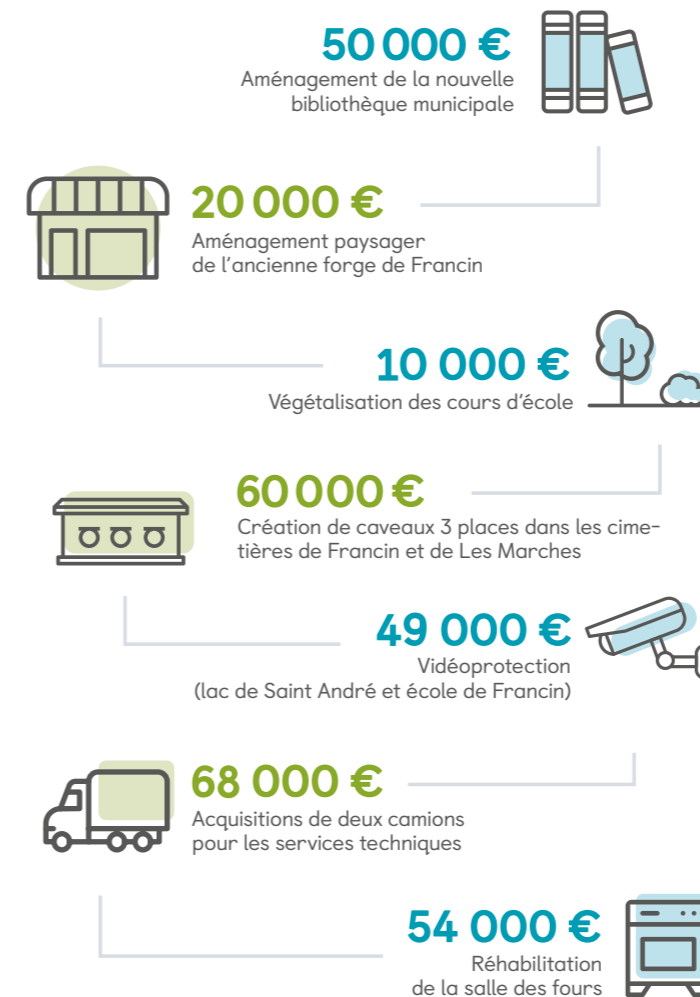 50 000 €
Aménagement de la nouvelle
bibliothèque municipale
20 000 €
Aménagement paysager
de l'ancienne forge de Francin
10 000 €
Végétalisation des cours d'école
60 000 €
Création de caveaux 3 places dans les cime-
tières de Francin et de Les Marches
49 000 €
Vidéoprotection
(lac de Saint André et école de Francin)
68 000 €
Acquisitions de deux camions
pour les services techniques
54 000 €
Réhabilitation
de la salle des fours